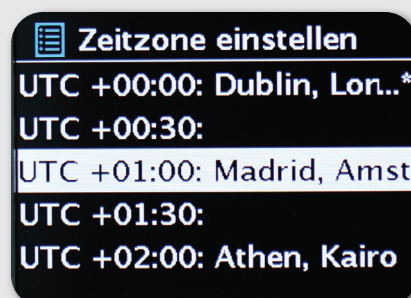 Zeitzone einstellen
UTC +00:00: Dublin, Lon...*
UTC +00:30:
UTC +01:00: Madrid, Amst
UTC +01:30:
UTC +02:00: Athen, Kairo